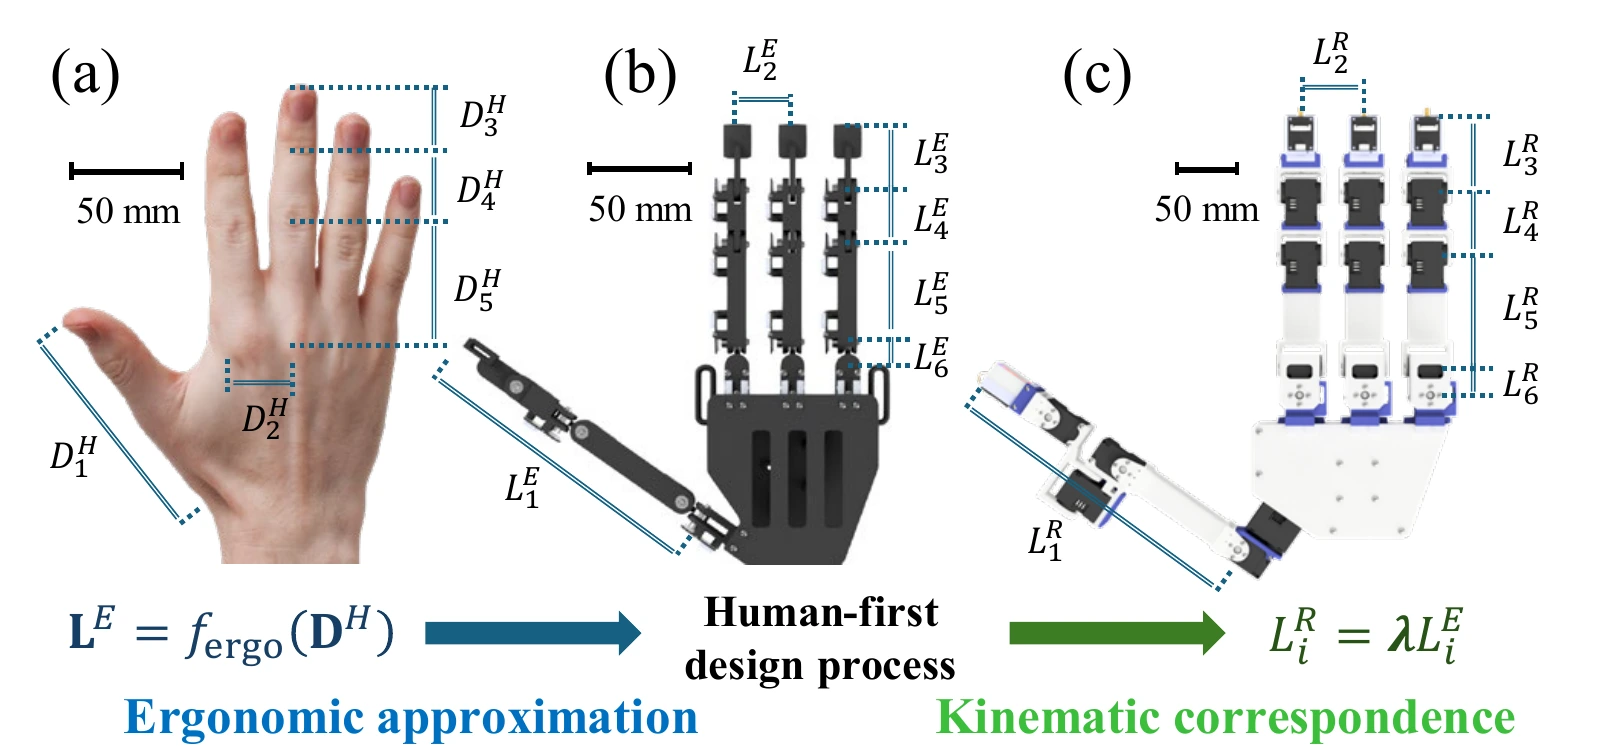 (a)
50 mm
D_1^H
D_2^H
D_3^H
D_4^H
D_5^H
(b)
50 mm
L_1^E
L_2^E
L_3^E
L_4^E
L_5^E
L_6^E
(c)
50 mm
L_1^R
L_2^R
L_3^R
L_4^R
L_5^R
L_6^R
L^E = f_ergo(D^H)
Human-first
design process
L_i^R = λL_i^E
Ergonomic approximation
Kinematic correspondence